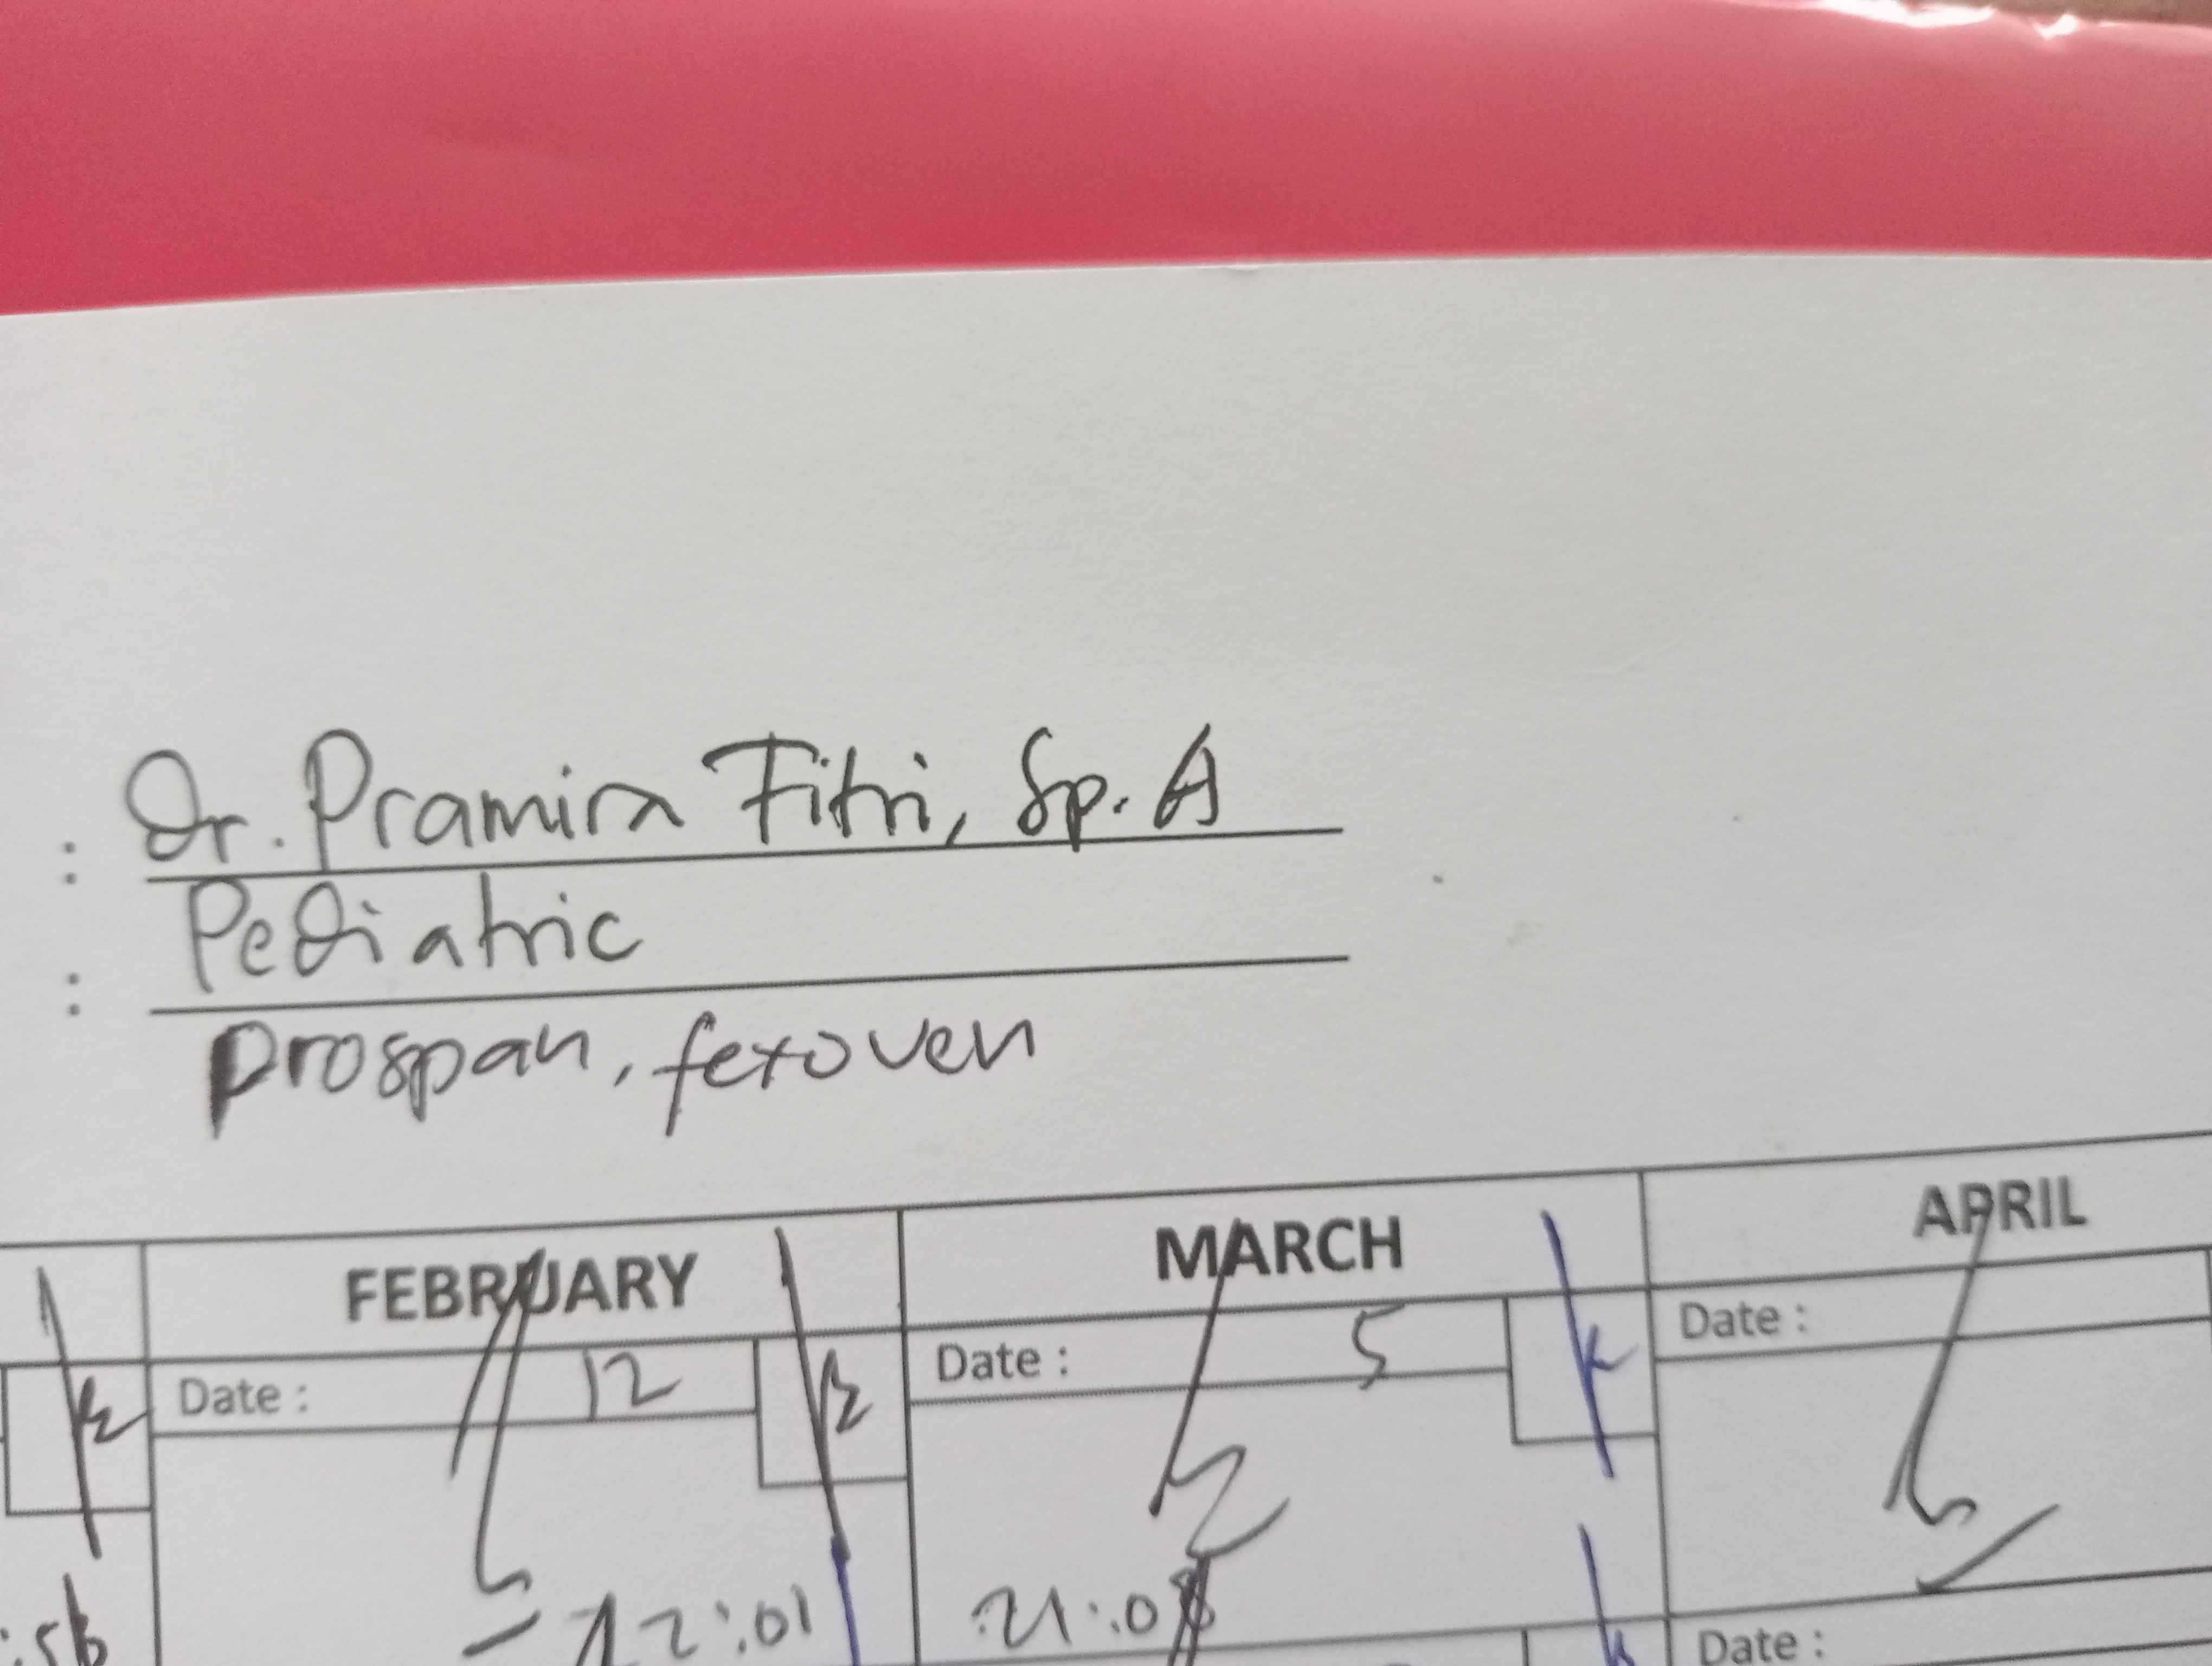 : Dr. Pramira Fitri, Sp. A
: Pediatric
Prospan, ferоven
FEBRUARY
MARCH
APRIL
Date : 12
Date : 5
Date :
12:01
21:08
Date :